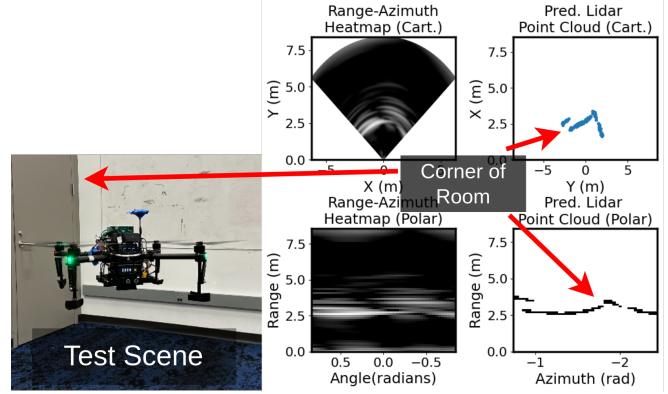 Range-Azimuth
Heatmap (Cart.)
7.5
5.0
2.5
0.0
Y (m)
−5
0
X (m)
Pred. Lidar
Point Cloud (Cart.)
7.5
5.0
2.5
0.0
X (m)
−5
0
5
Y (m)
Corner of
Room
Range-Azimuth
Heatmap (Polar)
7.5
5.0
2.5
0.0
Range (m)
0.5
0.0
−0.5
Angle(radians)
Pred. Lidar
Point Cloud (Polar)
7.5
5.0
2.5
0.0
Range (m)
−1
−2
Azimuth (rad)
Test Scene